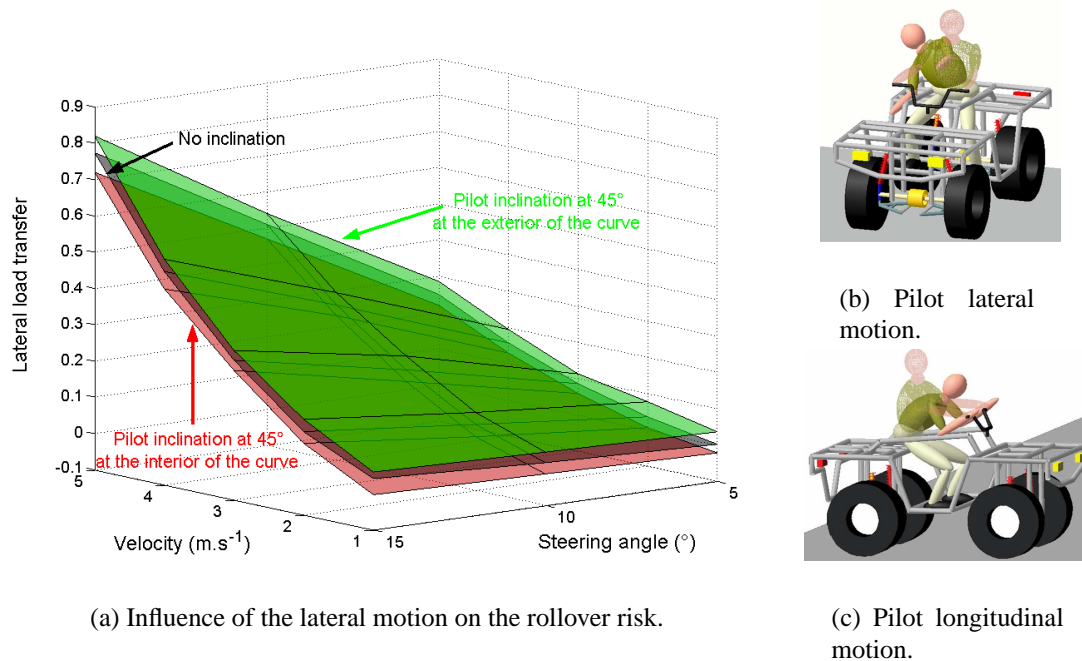 0.9
0.8
0.7
0.6
0.5
0.4
0.3
0.2
0.1
0
-0.1
Lateral load transfer
No inclination
Pilot inclination at 45°
at the exterior of the curve
Pilot inclination at 45°
at the interior of the curve
5
4
3
2
1
Velocity (m.s-1)
15
10
5
Steering angle (°)
(a) Influence of the lateral motion on the rollover risk.
(b) Pilot lateral
motion.
(c) Pilot longitudinal
motion.